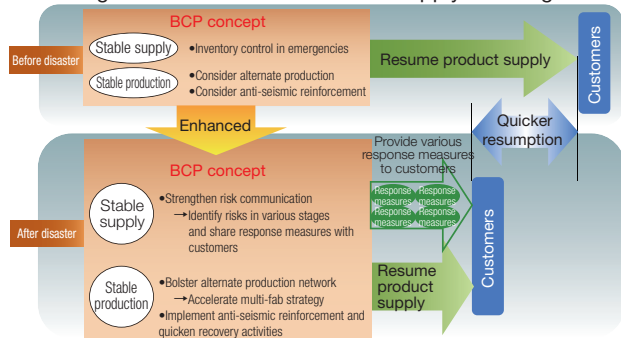 BCP concept
Before disaster
Stable supply
•Inventory control in emergencies
Stable production
•Consider alternate production
•Consider anti-seismic reinforcement
Resume product supply
Customers
Enhanced
Quicker
resumption
Provide various
response measures
to customers
BCP concept
After disaster
Stable
supply
•Strengthen risk communication
→Identify risks in various stages
and share response measures with
customers
Response
measures
Response
measures
Response
measures
Response
measures
Customers
Stable
production
•Bolster alternate production network
→Accelerate multi-fab strategy
•Implement anti-seismic reinforcement and
quicken recovery activities
Resume
product
supply